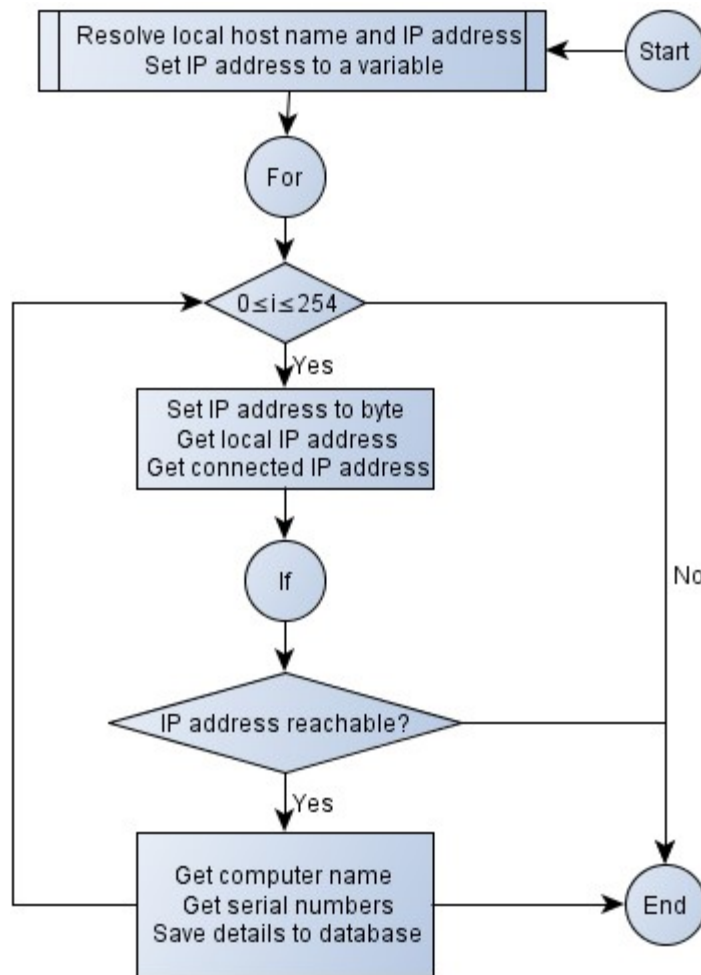 Resolve local host name and IP address
Set IP address to a variable
Start
For
0≤i≤254
Yes
Set IP address to byte
Get local IP address
Get connected IP address
If
No
IP address reachable?
Yes
Get computer name
Get serial numbers
Save details to database
End